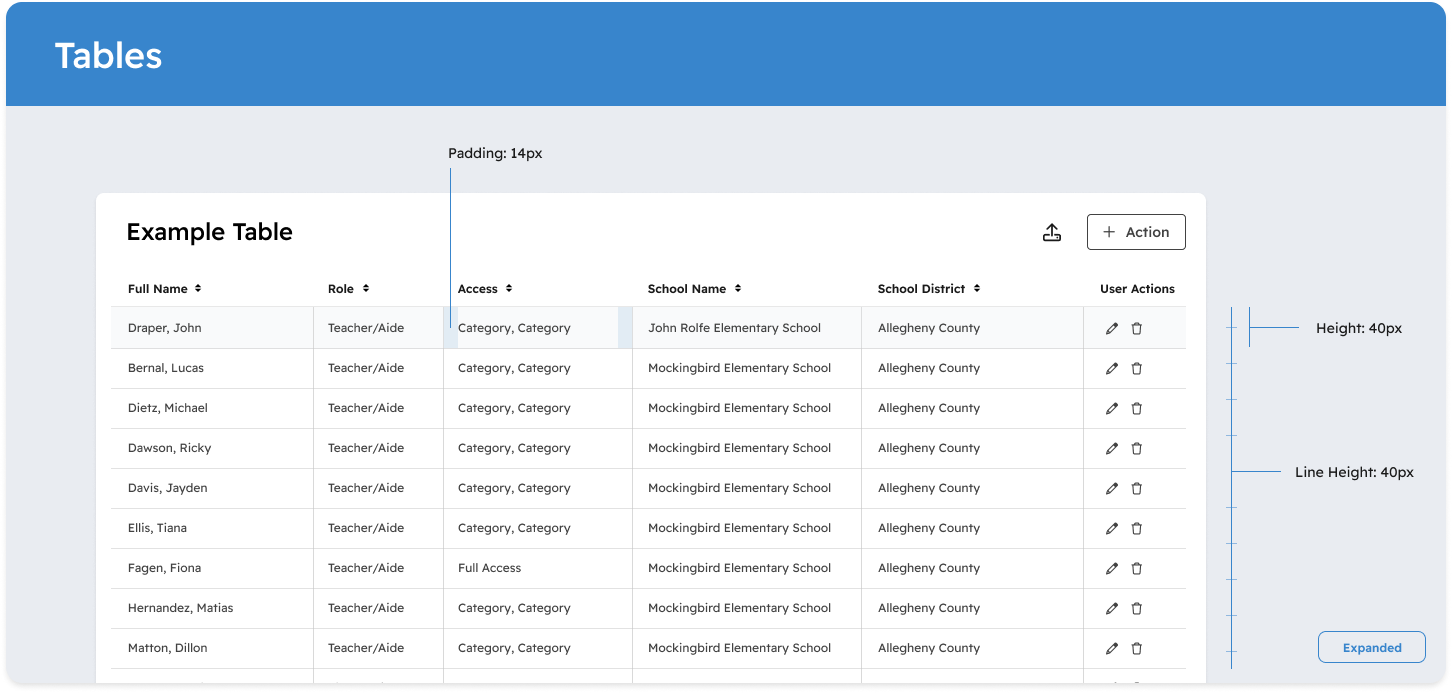 Tables
Padding: 14px
Example Table
+ Action
Full Name Role Access School Name School District User Actions
Draper, John Teacher/Aide Category, Category John Rolfe Elementary School Allegheny County
Height: 40px
Bernal, Lucas Teacher/Aide Category, Category Mockingbird Elementary School Allegheny County
Dietz, Michael Teacher/Aide Category, Category Mockingbird Elementary School Allegheny County
Dawson, Ricky Teacher/Aide Category, Category Mockingbird Elementary School Allegheny County
Line Height: 40px
Davis, Jayden Teacher/Aide Category, Category Mockingbird Elementary School Allegheny County
Ellis, Tiana Teacher/Aide Category, Category Mockingbird Elementary School Allegheny County
Fagen, Fiona Teacher/Aide Full Access Mockingbird Elementary School Allegheny County
Hernandez, Matias Teacher/Aide Category, Category Mockingbird Elementary School Allegheny County
Matton, Dillon Teacher/Aide Category, Category Mockingbird Elementary School Allegheny County
Expanded